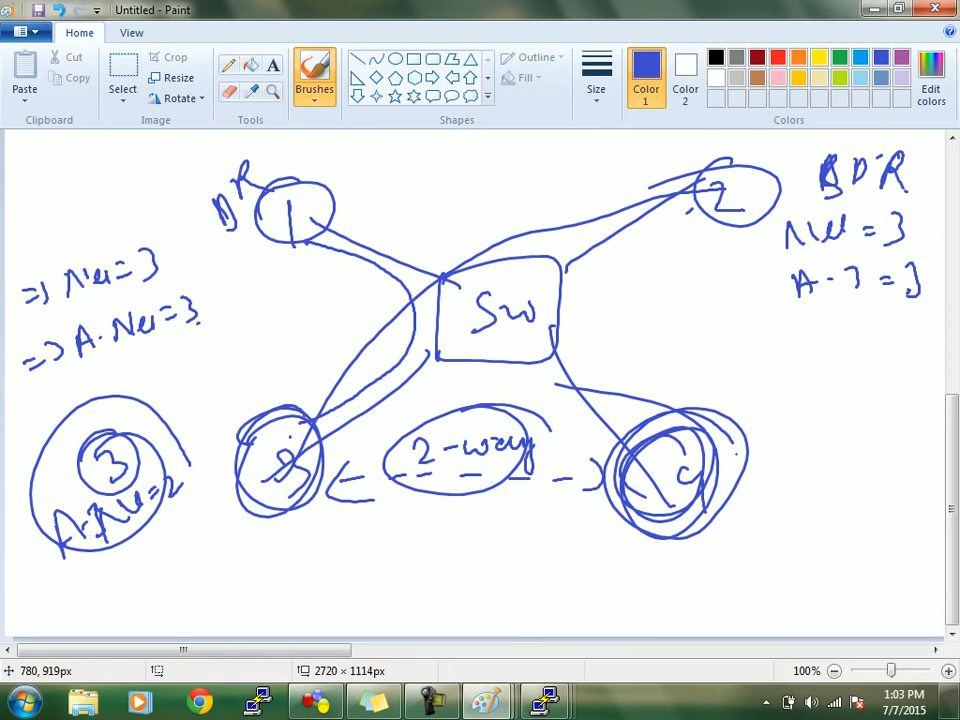 Untitled - Paint
Home
View
Paste
Cut
Copy
Clipboard
Select
Crop
Resize
Rotate
Image
Tools
Brushes
Outline
Fill
Shapes
Size
Color 1
Color 2
Edit colors
Colors
DR
1
2
BDR
Nei = 3
A - 3 = 3
=> Nei = 3
=> A. Nei = 3
Sw
3
2-way
3
4
A. Nei = 2
780, 919px
2720 × 1114px
100%
1:03 PM
7/7/2015